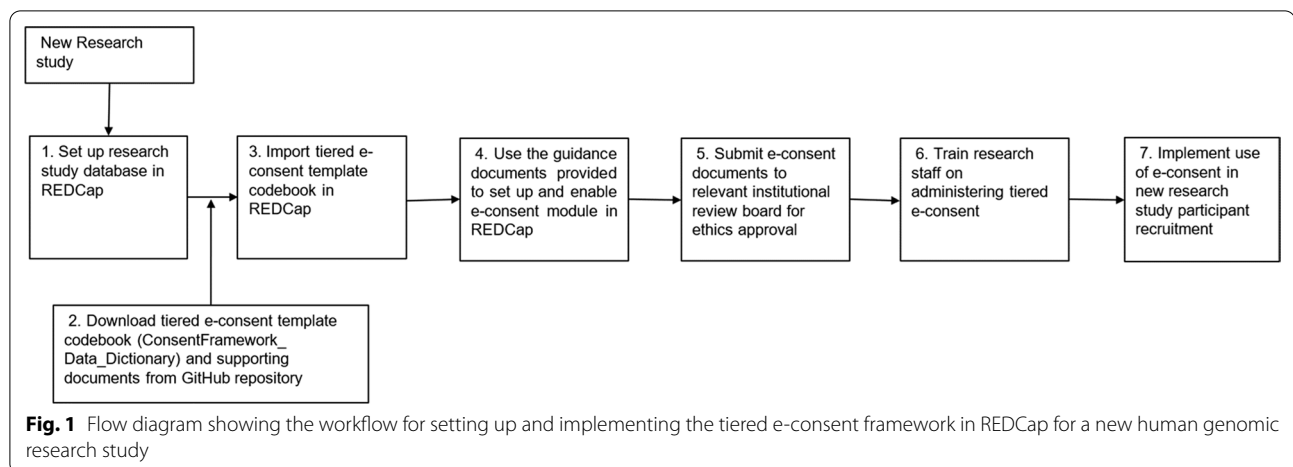 New Research
study
1. Set up research
study database in
REDCap
3. Import tiered e-
consent template
codebook in
REDCap
4. Use the guidance
documents provided
to set up and enable
e-consent module in
REDCap
5. Submit e-consent
documents to
relevant institutional
review board for
ethics approval
6. Train research
staff on
administering tiered
e-consent
7. Implement use
of e-consent in
new research
study participant
recruitment
2. Download tiered e-consent template
codebook (ConsentFramework_
Data_Dictionary) and supporting
documents from GitHub repository
Fig. 1 Flow diagram showing the workflow for setting up and implementing the tiered e-consent framework in REDCap for a new human genomic
research study